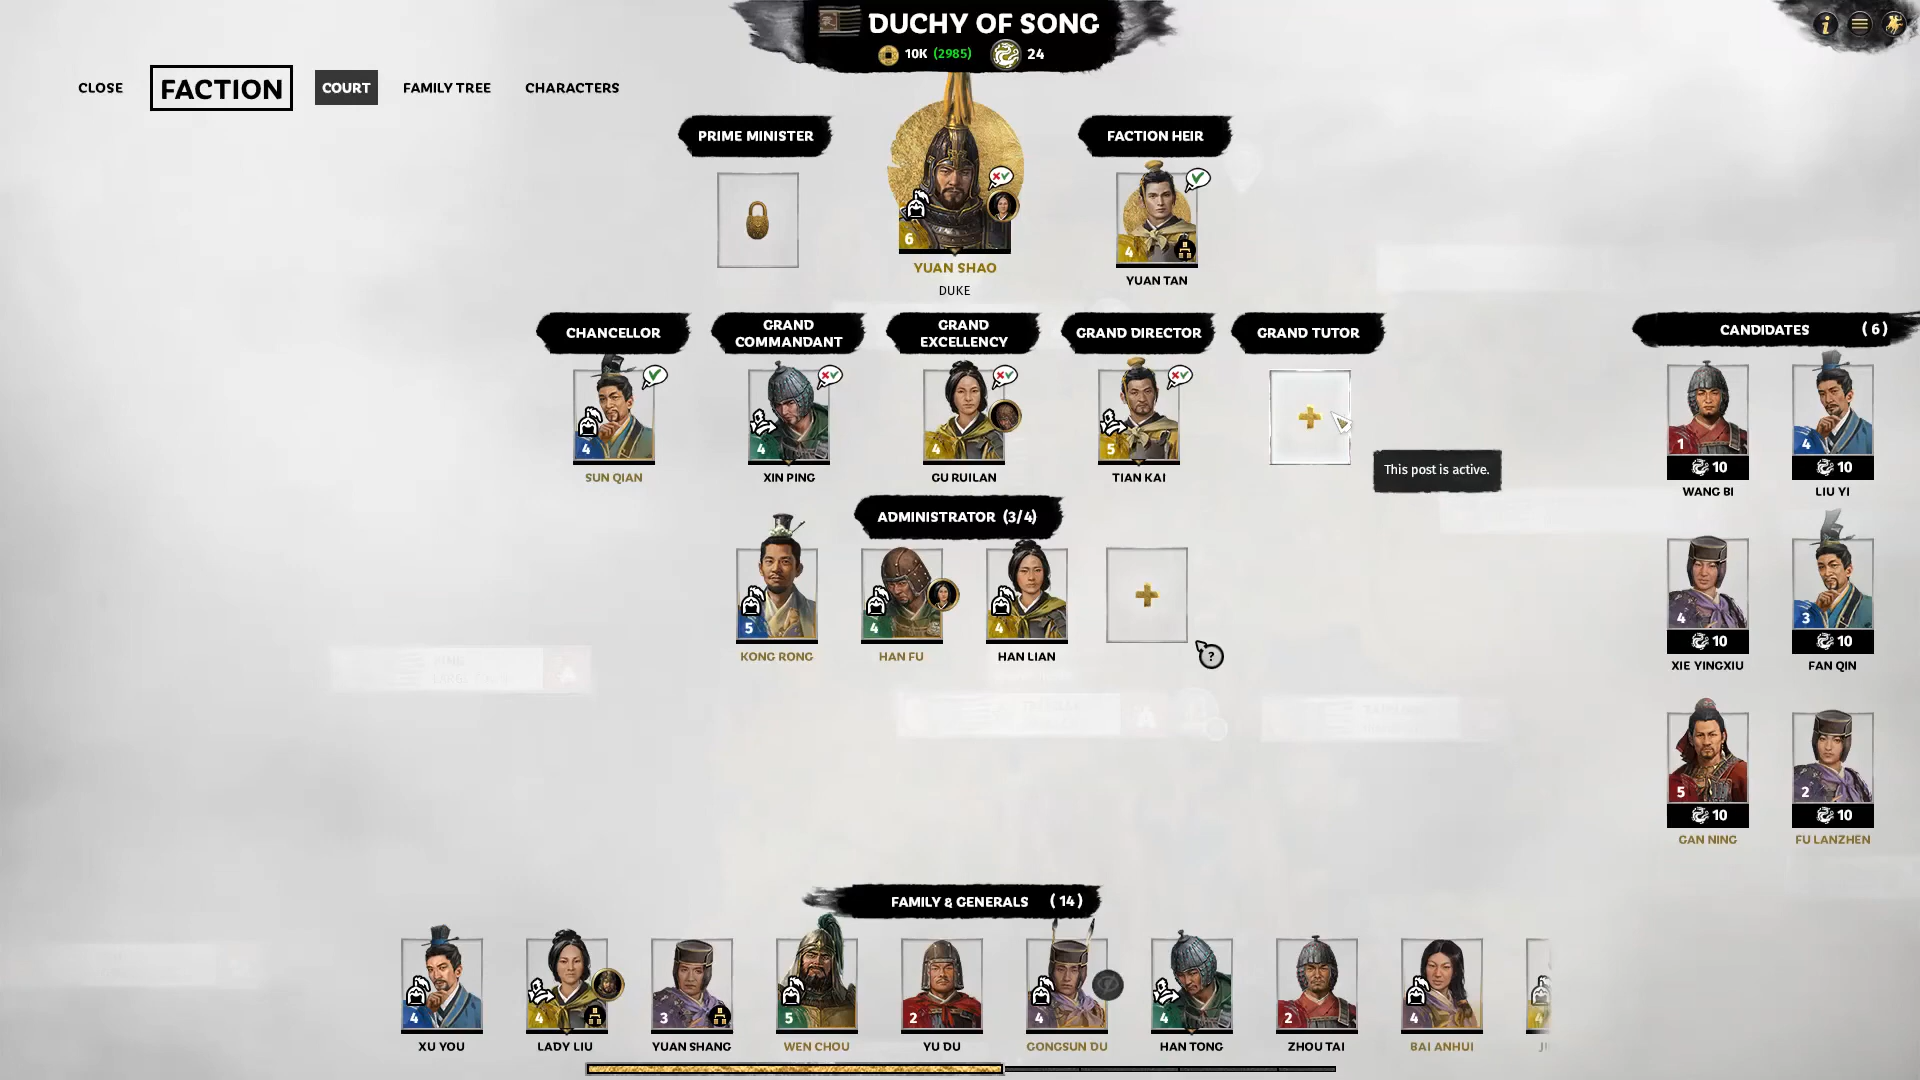 DUCHY OF SONG
10K (2985) 24
CLOSE FACTION COURT FAMILY TREE CHARACTERS
PRIME MINISTER
FACTION HEIR
6
4
YUAN SHAO
DUKE
YUAN TAN
CHANCELLOR
GRAND
COMMANDANT
GRAND
EXCELLENCY
GRAND DIRECTOR
GRAND TUTOR
4 4 4 5
SUN QIAN XIN PING GU RUILAN TIAN KAI
This post is active.
ADMINISTRATOR (3/4)
5 4 4
KONG RONG HAN FU HAN LIAN
?
CANDIDATES (6)
1 4
10 10
WANG BI LIU YI
4 3
10 10
XIE YINGXIU FAN QIN
5 2
10 10
GAN NING FU LANZHEN
FAMILY & GENERALS (14)
4 4 3 5 2 4 4 2 4 4
XU YOU LADY LIU YUAN SHANG WEN CHOU YU DU GONGSUN DU HAN TONG ZHOU TAI BAI ANHUI